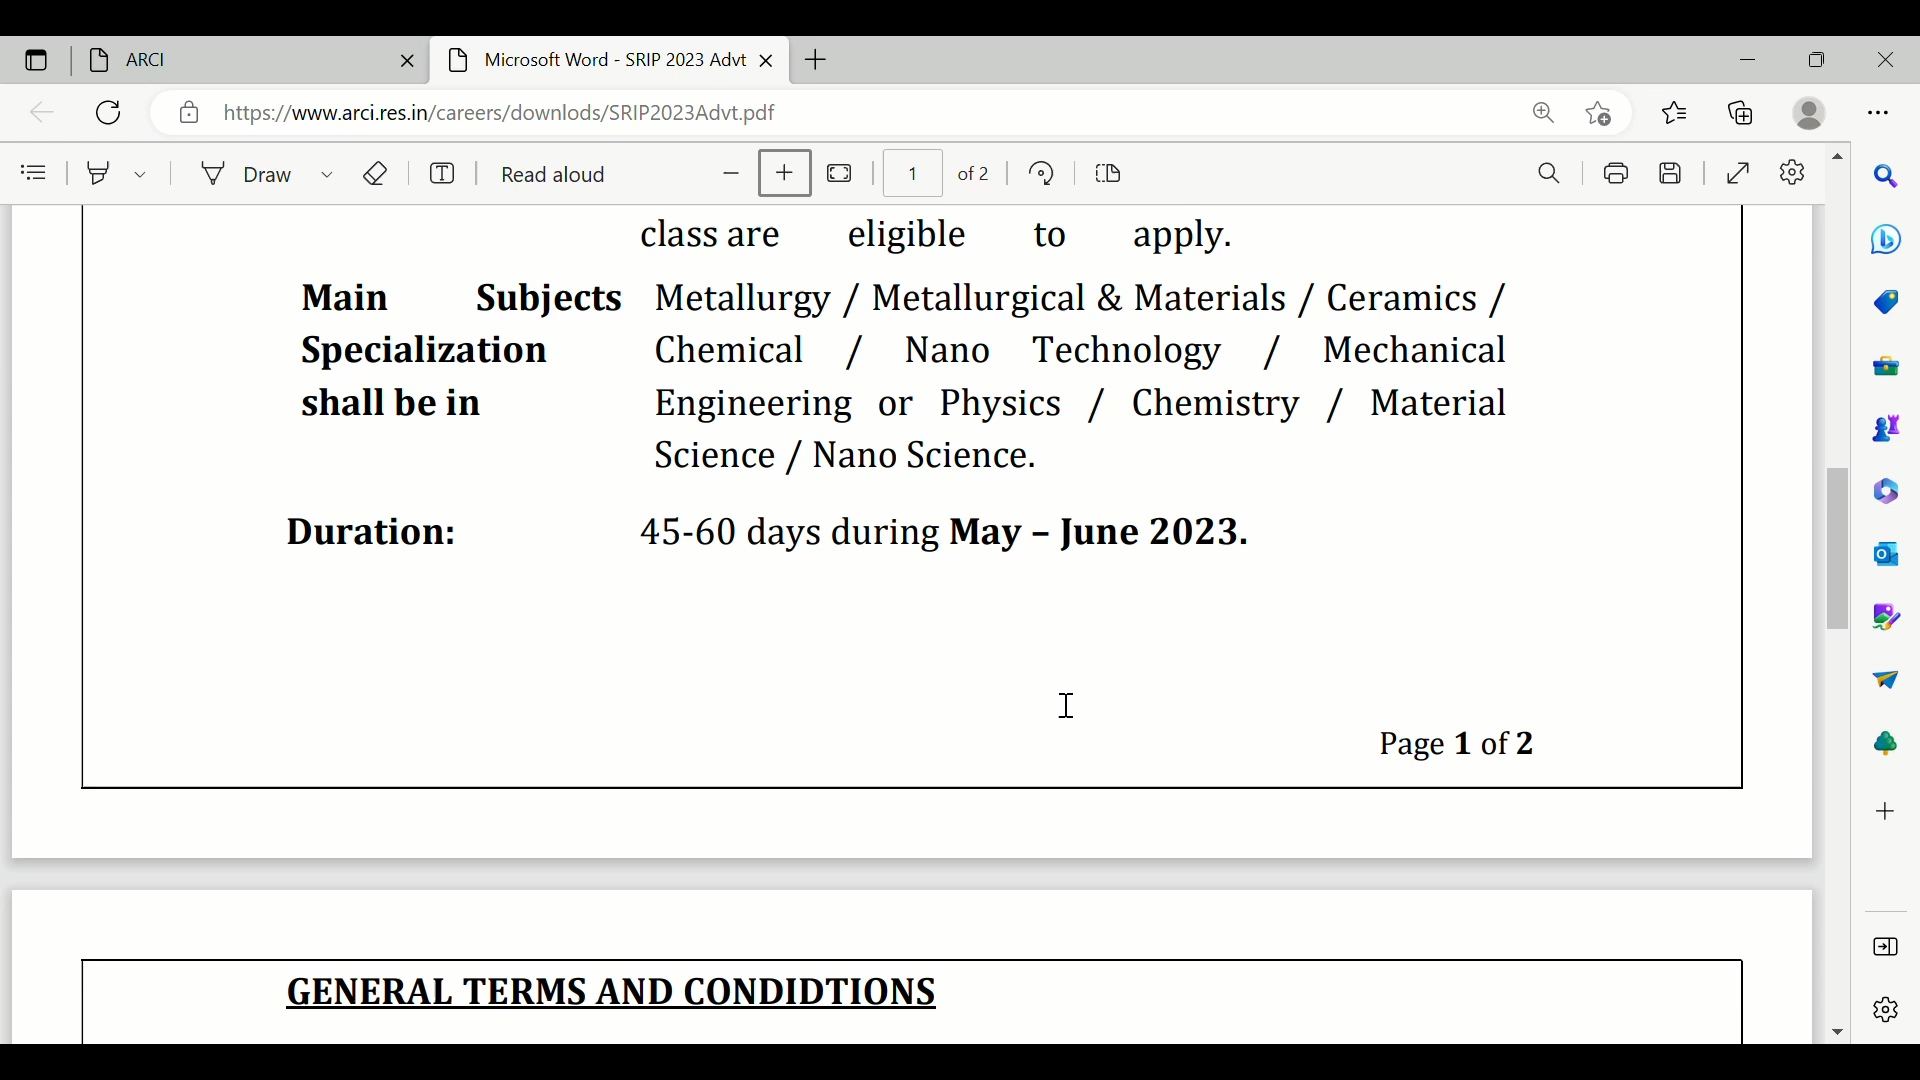 ARCI
Microsoft Word - SRIP 2023 Advt
https://www.arci.res.in/careers/downlods/SRIP2023Advt.pdf
Draw
Read aloud
1 of 2
class are eligible to apply.
Main Subjects Metallurgy / Metallurgical & Materials / Ceramics /
Specialization Chemical / Nano Technology / Mechanical
shall be in Engineering or Physics / Chemistry / Material
Science / Nano Science.
Duration: 45-60 days during May – June 2023.
Page 1 of 2
GENERAL TERMS AND CONDIDTIONS